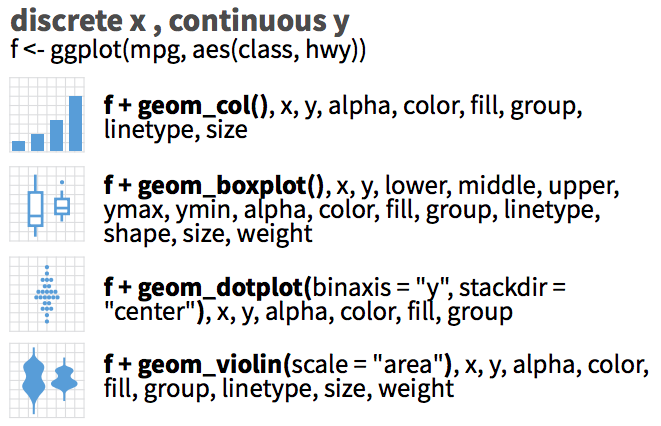 discrete x , continuous y
f <- ggplot(mpg, aes(class, hwy))
f + geom_col(), x, y, alpha, color, fill, group,
linetype, size
f + geom_boxplot(), x, y, lower, middle, upper,
ymax, ymin, alpha, color, fill, group, linetype,
shape, size, weight
f + geom_dotplot(binaxis = "y", stackdir =
"center"), x, y, alpha, color, fill, group
f + geom_violin(scale = "area"), x, y, alpha, color,
fill, group, linetype, size, weight